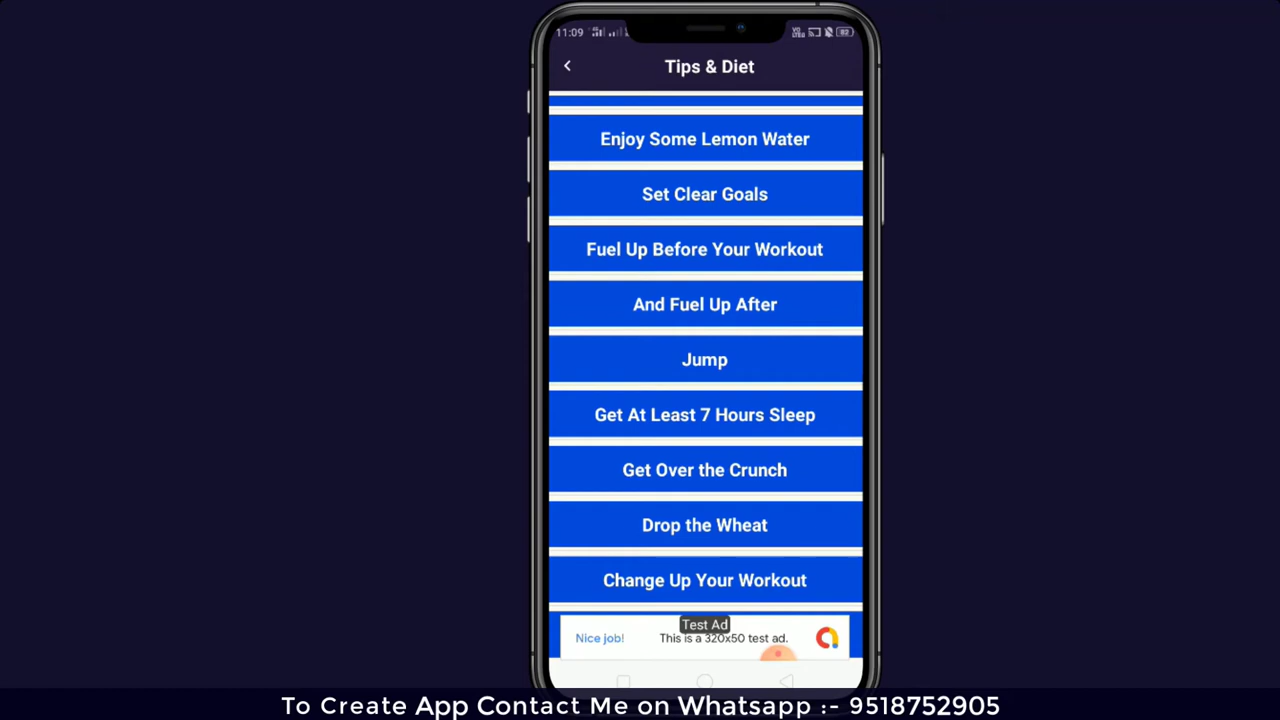 11:09
82
Tips & Diet
Enjoy Some Lemon Water
Set Clear Goals
Fuel Up Before Your Workout
And Fuel Up After
Jump
Get At Least 7 Hours Sleep
Get Over the Crunch
Drop the Wheat
Change Up Your Workout
Test Ad
Nice job! This is a 320x50 test ad.
To Create App Contact Me on Whatsapp :- 9518752905